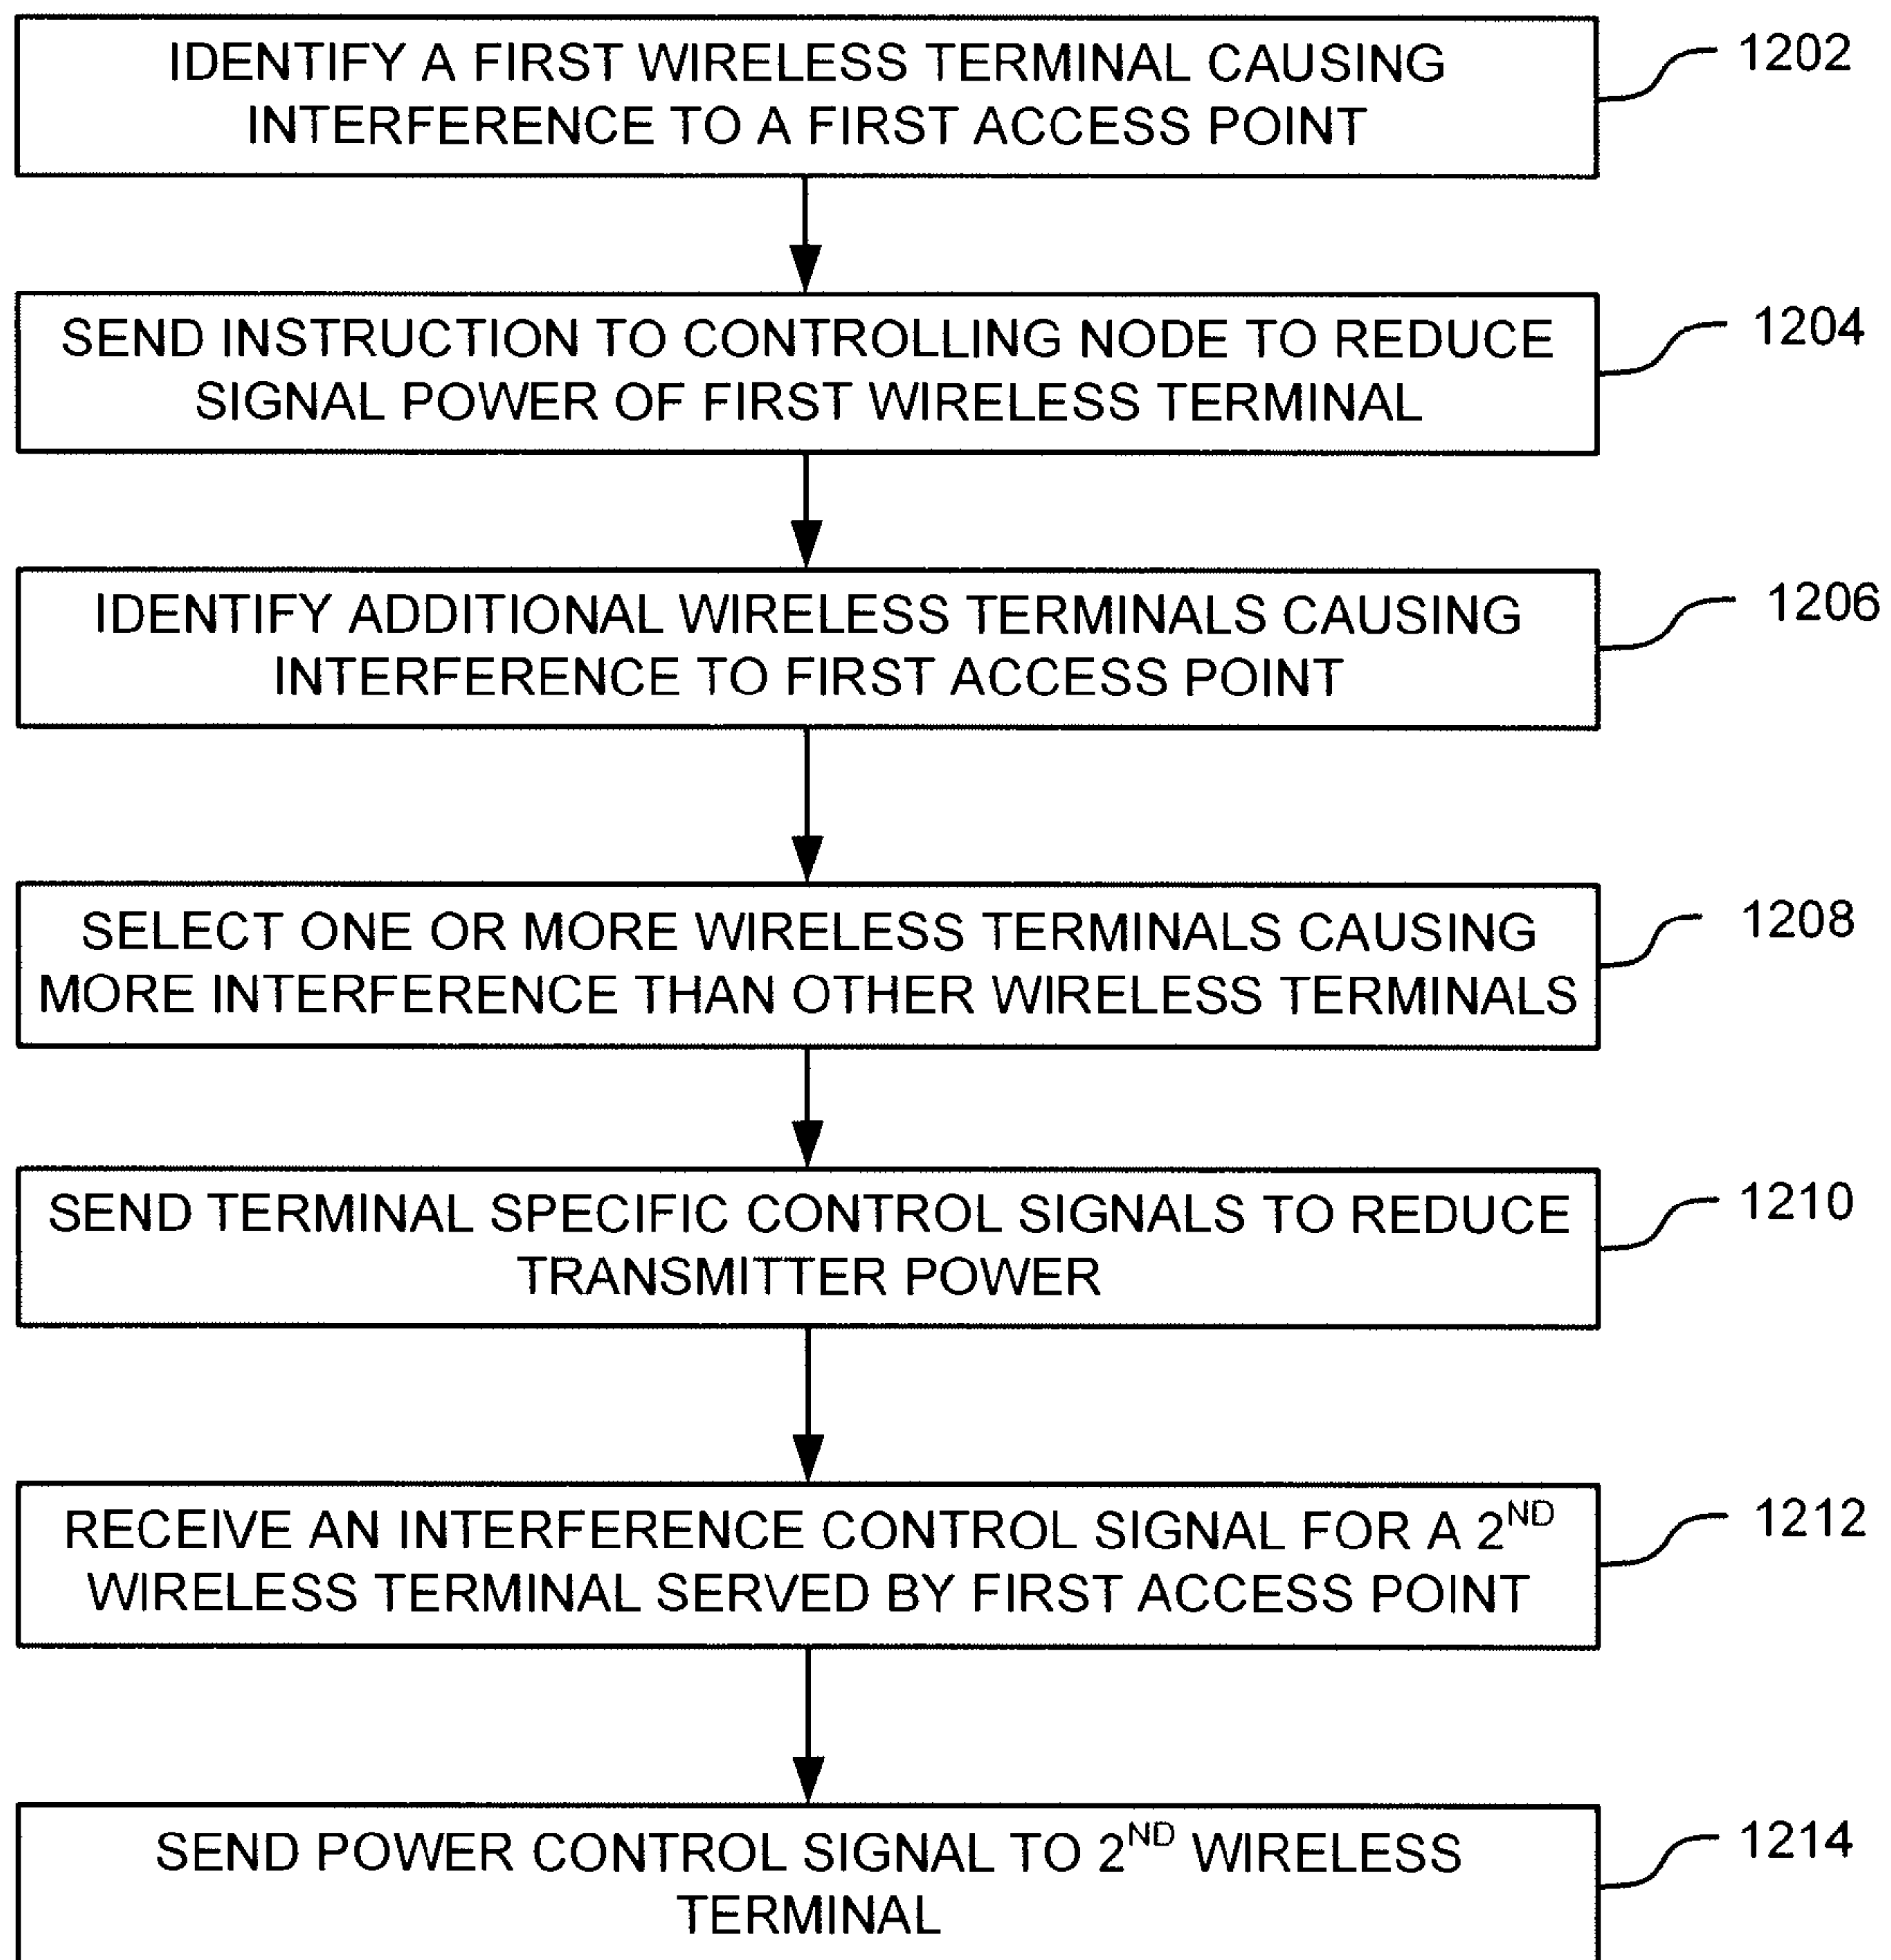 IDENTIFY A FIRST WIRELESS TERMINAL CAUSING
INTERFERENCE TO A FIRST ACCESS POINT
1202
SEND INSTRUCTION TO CONTROLLING NODE TO REDUCE
SIGNAL POWER OF FIRST WIRELESS TERMINAL
1204
IDENTIFY ADDITIONAL WIRELESS TERMINALS CAUSING
INTERFERENCE TO FIRST ACCESS POINT
1206
SELECT ONE OR MORE WIRELESS TERMINALS CAUSING
MORE INTERFERENCE THAN OTHER WIRELESS TERMINALS
1208
SEND TERMINAL SPECIFIC CONTROL SIGNALS TO REDUCE
TRANSMITTER POWER
1210
RECEIVE AN INTERFERENCE CONTROL SIGNAL FOR A 2ND
WIRELESS TERMINAL SERVED BY FIRST ACCESS POINT
1212
SEND POWER CONTROL SIGNAL TO 2ND WIRELESS
TERMINAL
1214